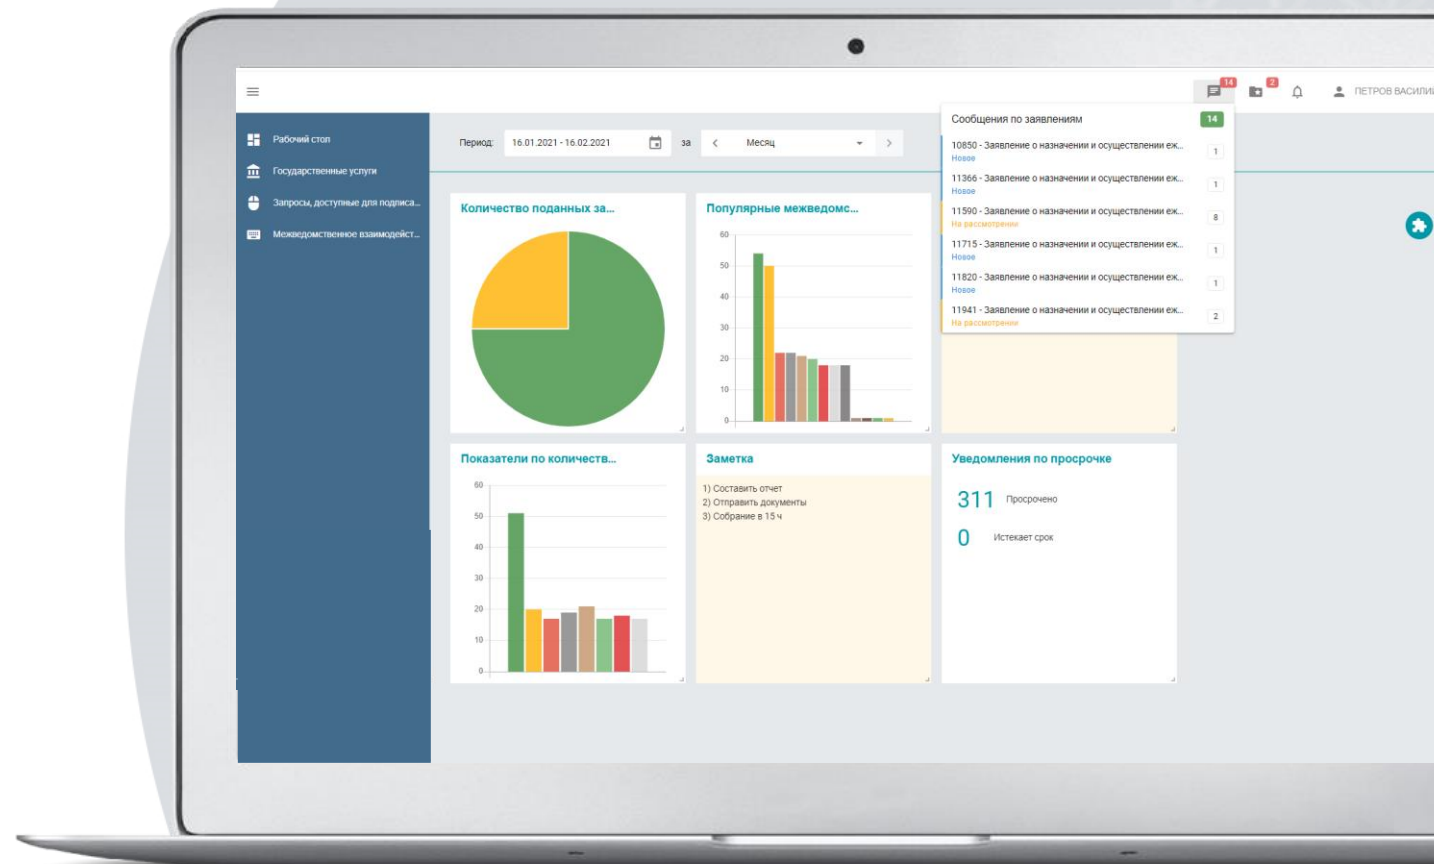 14
2
ПЕТРОВ ВАСИЛИ
Рабочий стол
Государственные услуги
Запросы, доступные для подписа...
Межведомственное взаимодейст...
Период:
16.01.2021 - 16.02.2021
за
Месяц
Сообщения по заявлениям
14
10850 - Заявление о назначении и осуществлении еж...
Новое
1
11366 - Заявление о назначении и осуществлении еж...
Новое
1
11590 - Заявление о назначении и осуществлении еж...
На рассмотрении
8
11715 - Заявление о назначении и осуществлении еж...
Новое
1
11820 - Заявление о назначении и осуществлении еж...
Новое
1
11941 - Заявление о назначении и осуществлении еж...
На рассмотрении
2
Количество поданных за...
Популярные межведомс...
60
50
40
30
20
10
0
Показатели по количеств...
60
50
40
30
20
10
0
Заметка
1) Составить отчет
2) Отправить документы
3) Собрание в 15 ч
Уведомления по просрочке
311 Просрочено
0 Истекает срок